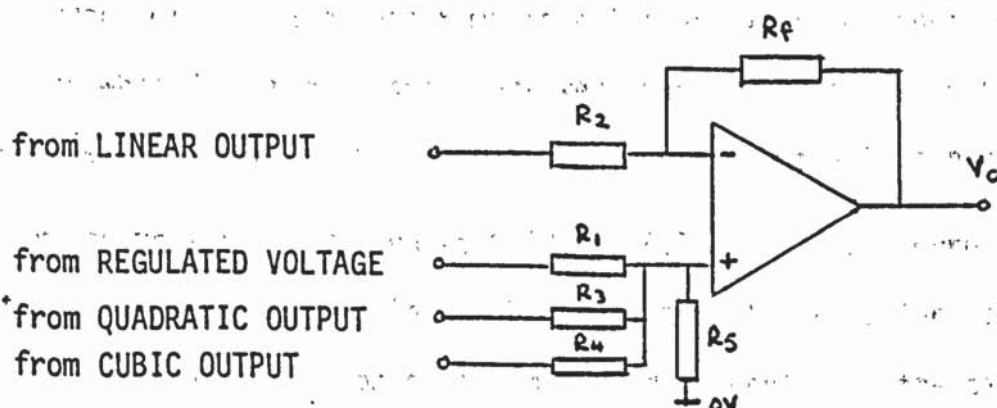 Rf
R2
from LINEAR OUTPUT
-
Vo
R1
from REGULATED VOLTAGE
+
R3
from QUADRATIC OUTPUT
R4
R5
from CUBIC OUTPUT
0V